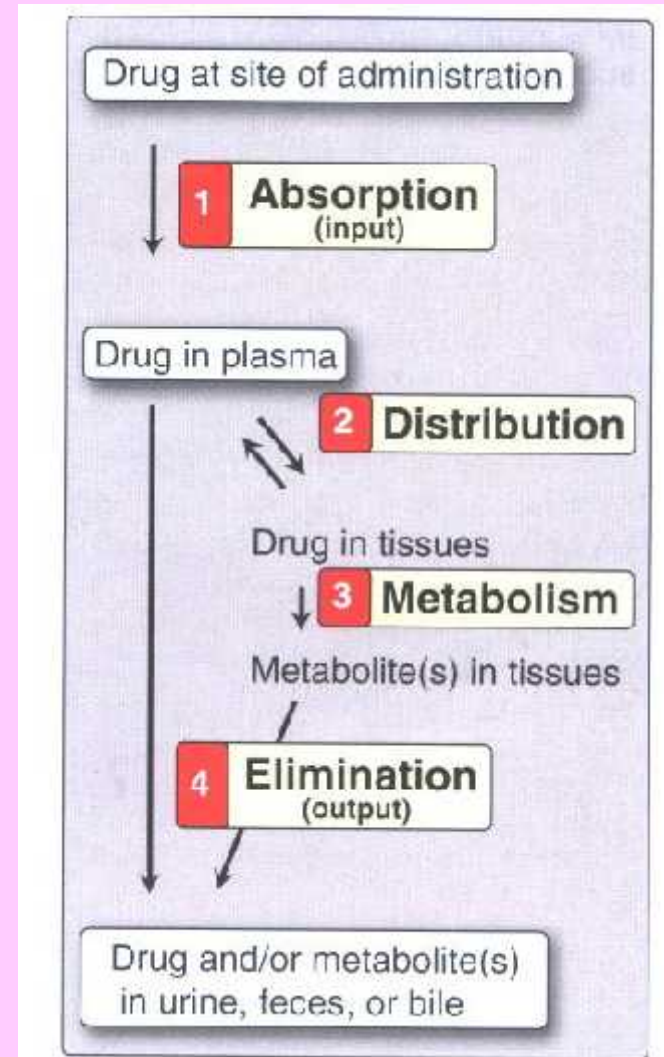 Drug at site of administration
1 Absorption
(input)
Drug in plasma
2 Distribution
Drug in tissues
3 Metabolism
Metabolite(s) in tissues
4 Elimination
(output)
Drug and/or metabolite(s)
in urine, feces, or bile